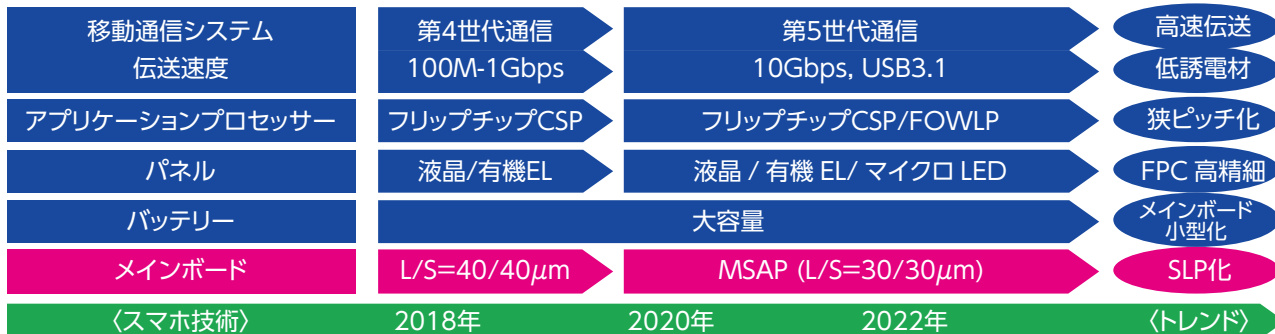 移動通信システム 第4世代通信 第5世代通信 高速伝送
伝送速度 100M-1Gbps 10Gbps, USB3.1 低誘電材
アプリケーションプロセッサー フリップチップCSP フリップチップCSP/FOWLP 狭ピッチ化
パネル 液晶/有機EL 液晶 / 有機 EL/ マイクロ LED FPC 高精細
バッテリー 大容量 メインボード
小型化
メインボード L/S=40/40μm MSAP (L/S=30/30μm) SLP化
〈スマホ技術〉 2018年 2020年 2022年 〈トレンド〉